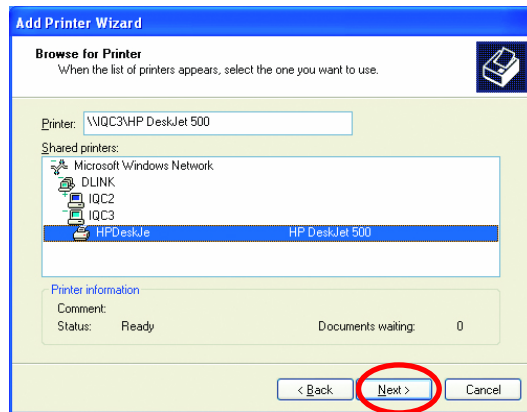 Add Printer Wizard
Browse for Printer
When the list of printers appears, select the one you want to use.
Printer: \\IQC3\HP DeskJet 500
Shared printers:
Microsoft Windows Network
DLINK
IQC2
IQC3
HPDeskJe HP DeskJet 500
Printer information
Comment:
Status: Ready Documents waiting: 0
< Back Next > Cancel